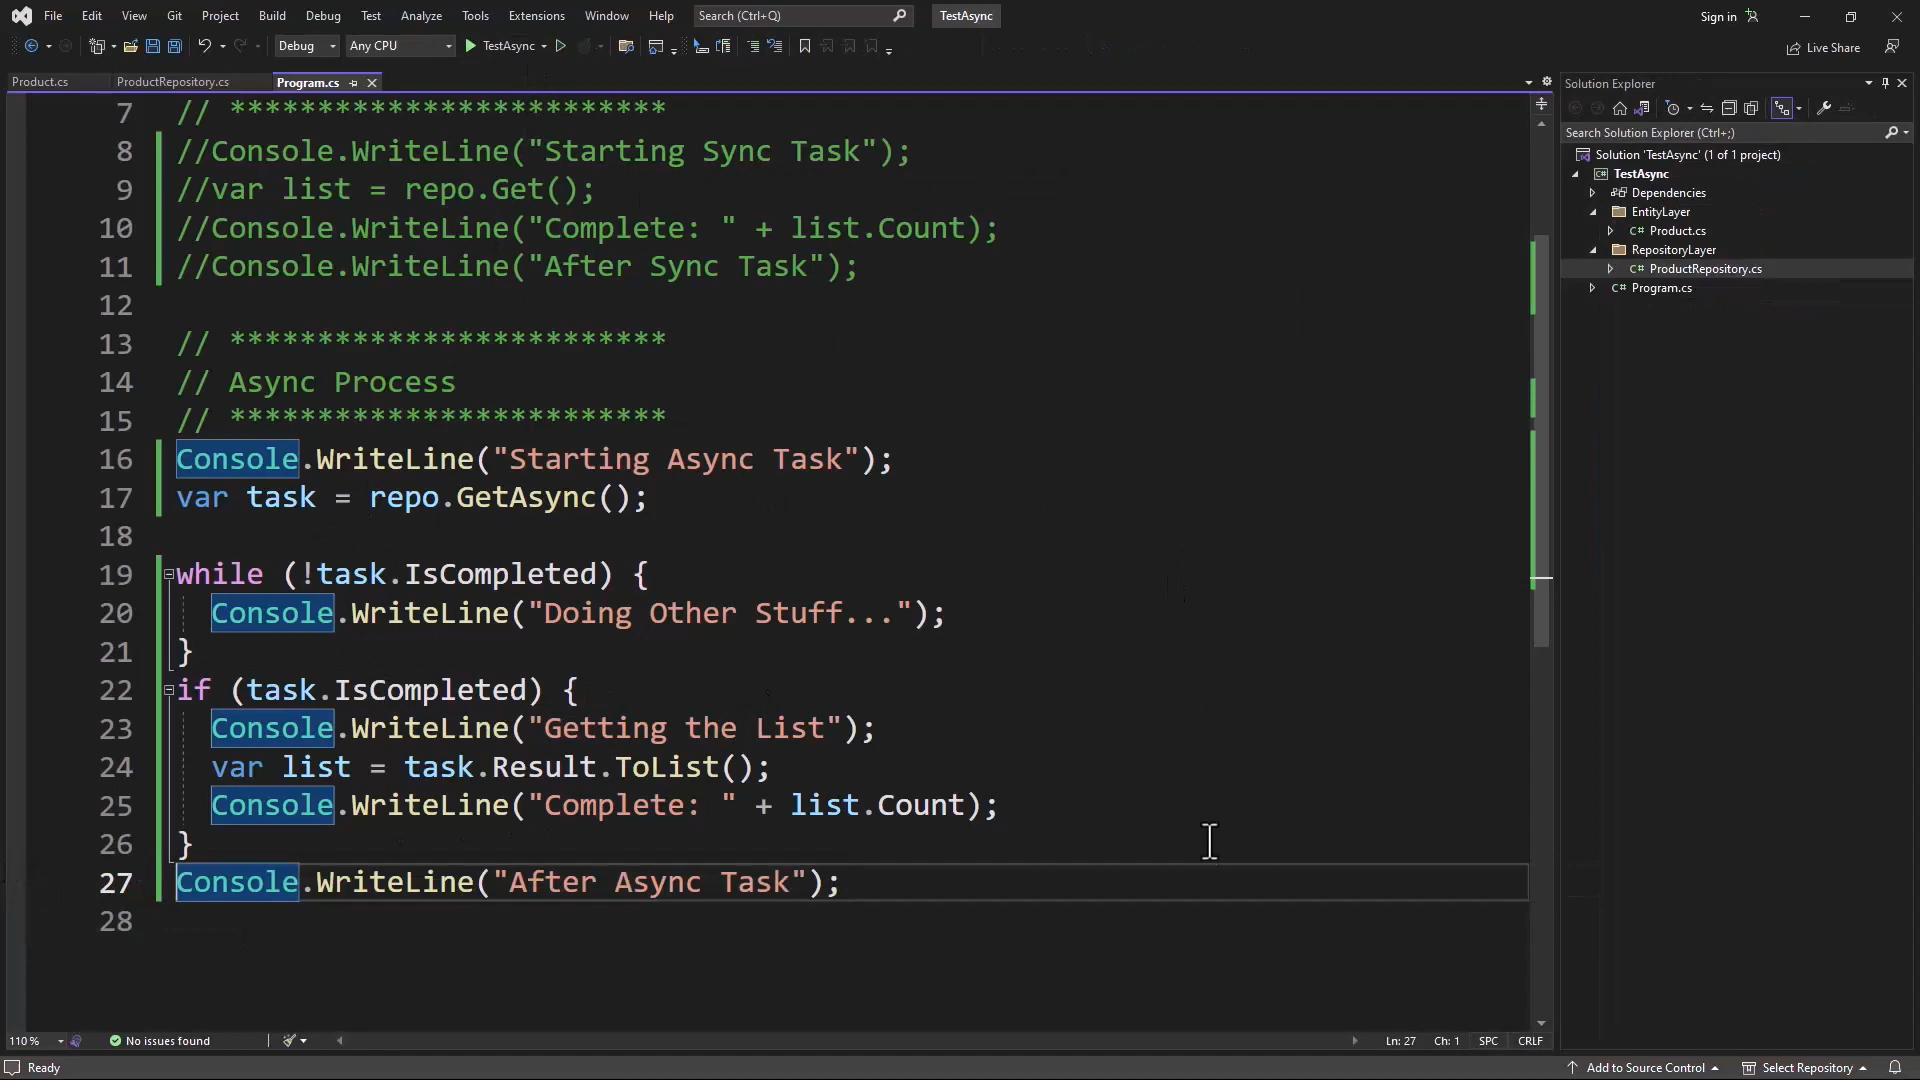 File Edit View Git Project Build Debug Test Analyze Tools Extensions Window Help Search (Ctrl+Q) TestAsync Sign in
Debug Any CPU TestAsync Live Share
Product.cs ProductRepository.cs Program.cs
7 // *************************
8 //Console.WriteLine("Starting Sync Task");
9 //var list = repo.Get();
10 //Console.WriteLine("Complete: " + list.Count);
11 //Console.WriteLine("After Sync Task");
12
13 // *************************
14 // Async Process
15 // *************************
16 Console.WriteLine("Starting Async Task");
17 var task = repo.GetAsync();
18
19 while (!task.IsCompleted) {
20 Console.WriteLine("Doing Other Stuff...");
21 }
22 if (task.IsCompleted) {
23 Console.WriteLine("Getting the List");
24 var list = task.Result.ToList();
25 Console.WriteLine("Complete: " + list.Count);
26 }
27 Console.WriteLine("After Async Task");
28
Solution Explorer
Search Solution Explorer (Ctrl+;)
Solution 'TestAsync' (1 of 1 project)
TestAsync
Dependencies
EntityLayer
C# Product.cs
RepositoryLayer
C# ProductRepository.cs
C# Program.cs
110 % No issues found Ln: 27 Ch: 1 SPC CRLF
Ready Add to Source Control Select Repository